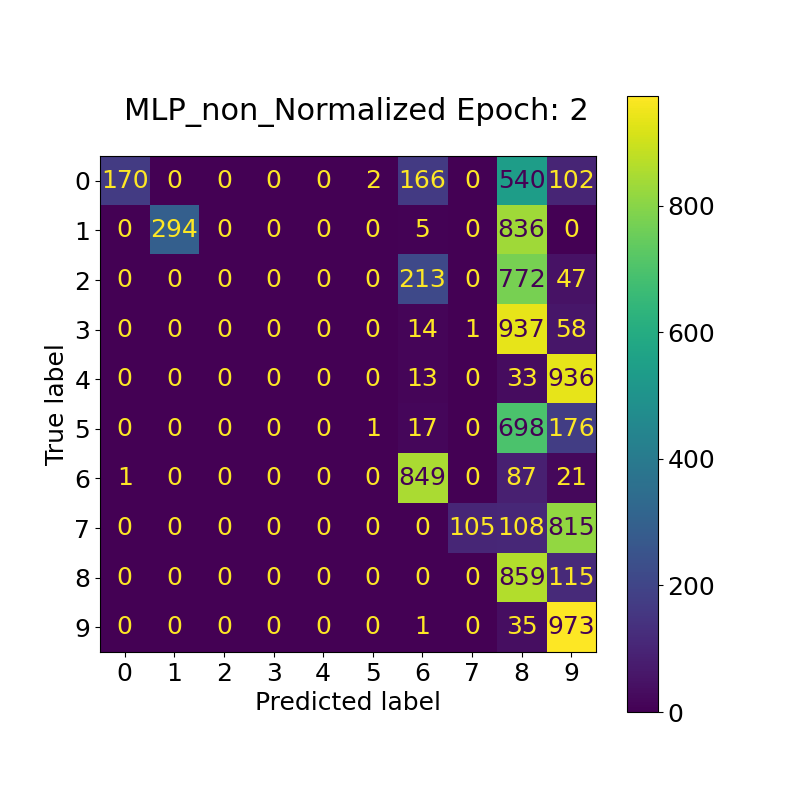 MLP_non_Normalized Epoch: 2
0 170 0 0 0 0 2 166 0 540 102
1 0 294 0 0 0 0 5 0 836 0
2 0 0 0 0 0 0 213 0 772 47
3 0 0 0 0 0 0 14 1 937 58
4 0 0 0 0 0 0 13 0 33 936
5 0 0 0 0 0 1 17 0 698 176
6 1 0 0 0 0 0 849 0 87 21
7 0 0 0 0 0 0 0 105 108 815
8 0 0 0 0 0 0 0 0 859 115
9 0 0 0 0 0 0 1 0 35 973
0 1 2 3 4 5 6 7 8 9
Predicted label
True label
800
600
400
200
0